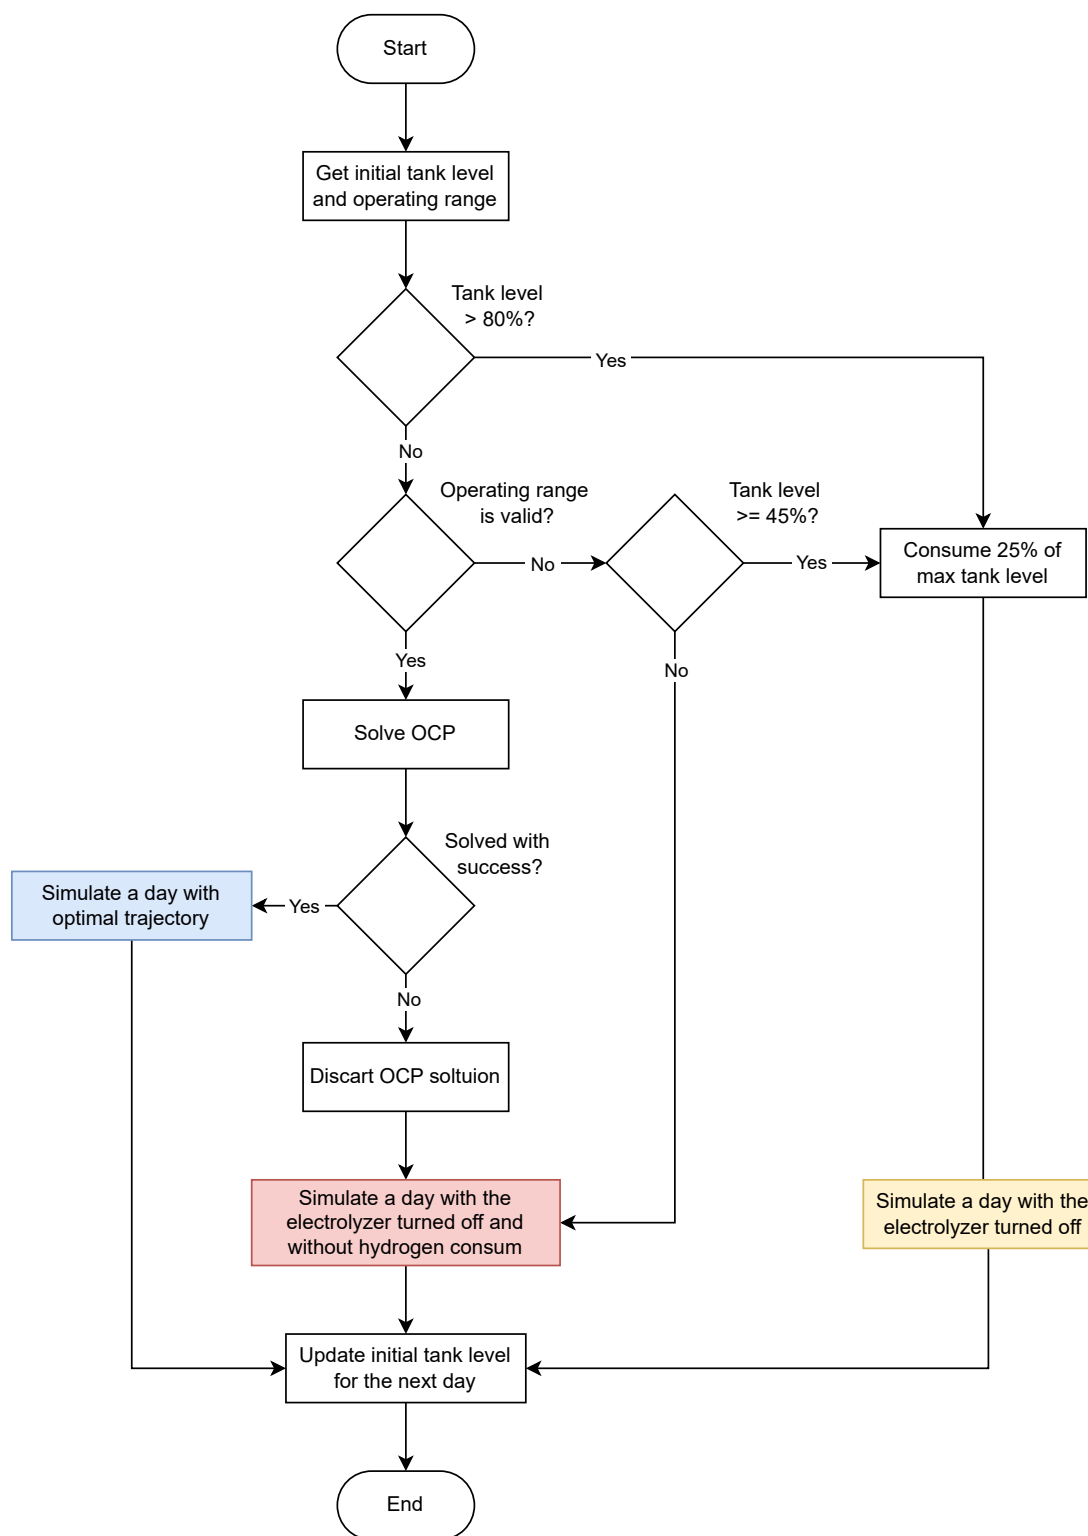 Start
Get initial tank level
and operating range
Tank level
> 80%?
Yes
No
Operating range
is valid?
Tank level
>= 45%?
No
Yes
Consume 25% of
max tank level
Yes
No
Solve OCP
Solved with
success?
Simulate a day with
optimal trajectory
Yes
No
Discart OCP soltuion
Simulate a day with the
electrolyzer turned off and
without hydrogen consum
Simulate a day with the
electrolyzer turned off
Update initial tank level
for the next day
End